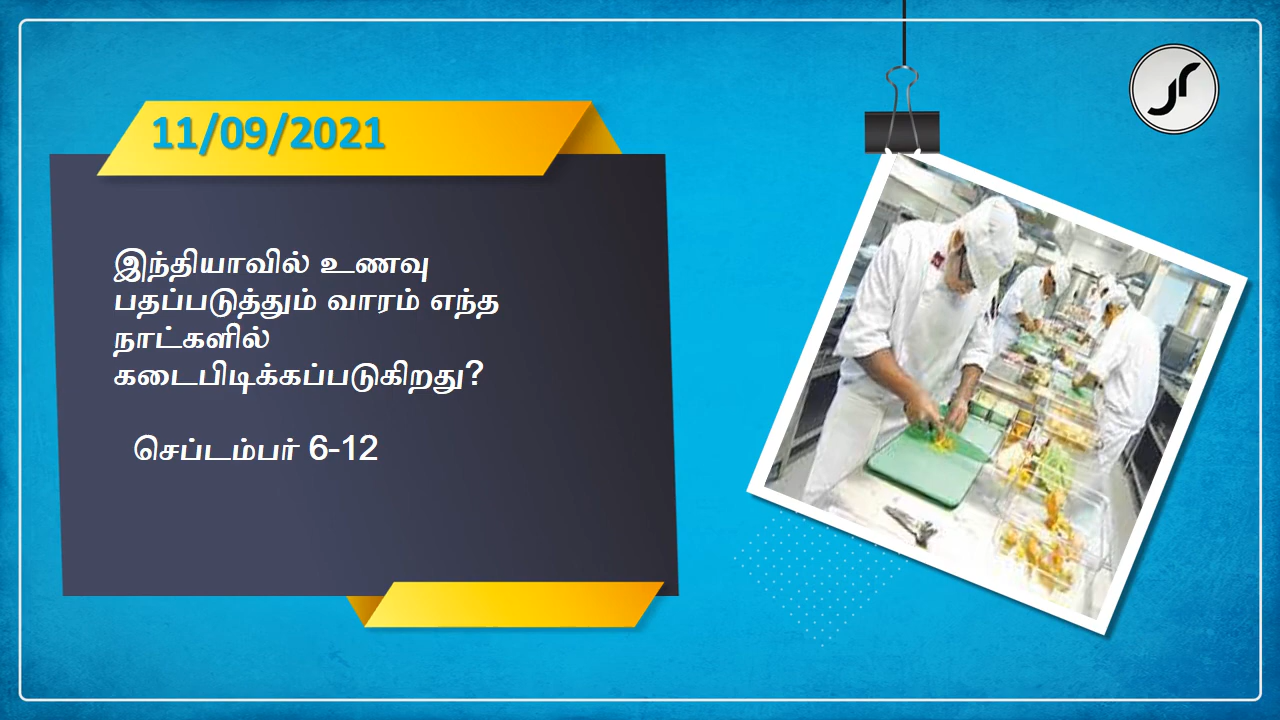 11/09/2021
இந்தியாவில் உணவு
பதப்படுத்தும் வாரம் எந்த
நாட்களில்
கடைபிடிக்கப்படுகிறது?
செப்டம்பர் 6-12